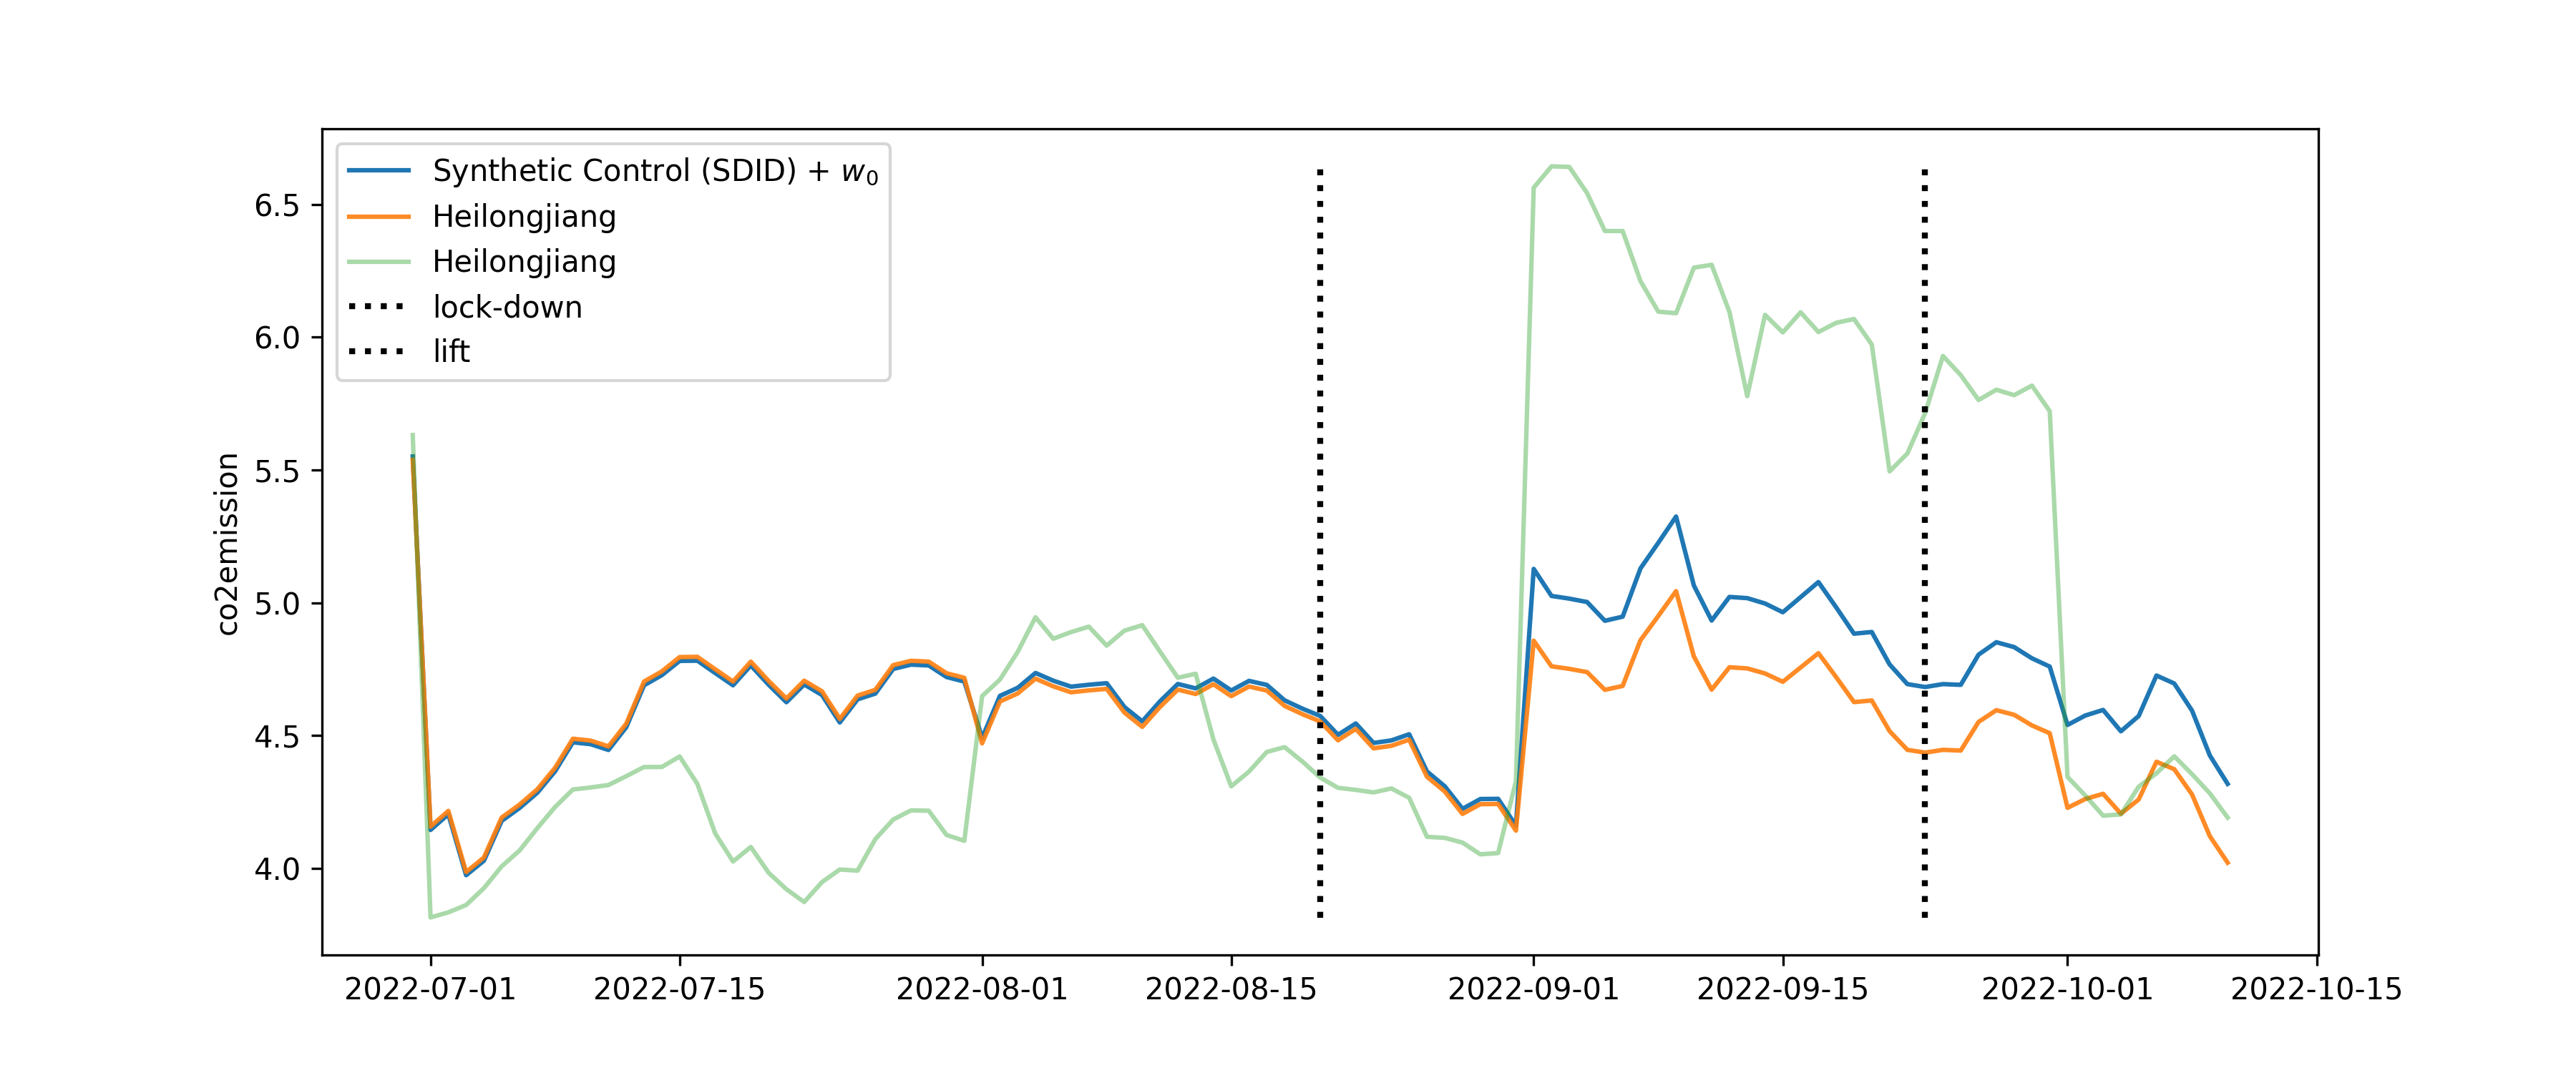 Synthetic Control (SDID) + w₀
Heilongjiang
Heilongjiang
lock-down
lift
co2emission
6.5
6.0
5.5
5.0
4.5
4.0
2022-07-01
2022-07-15
2022-08-01
2022-08-15
2022-09-01
2022-09-15
2022-10-01
2022-10-15